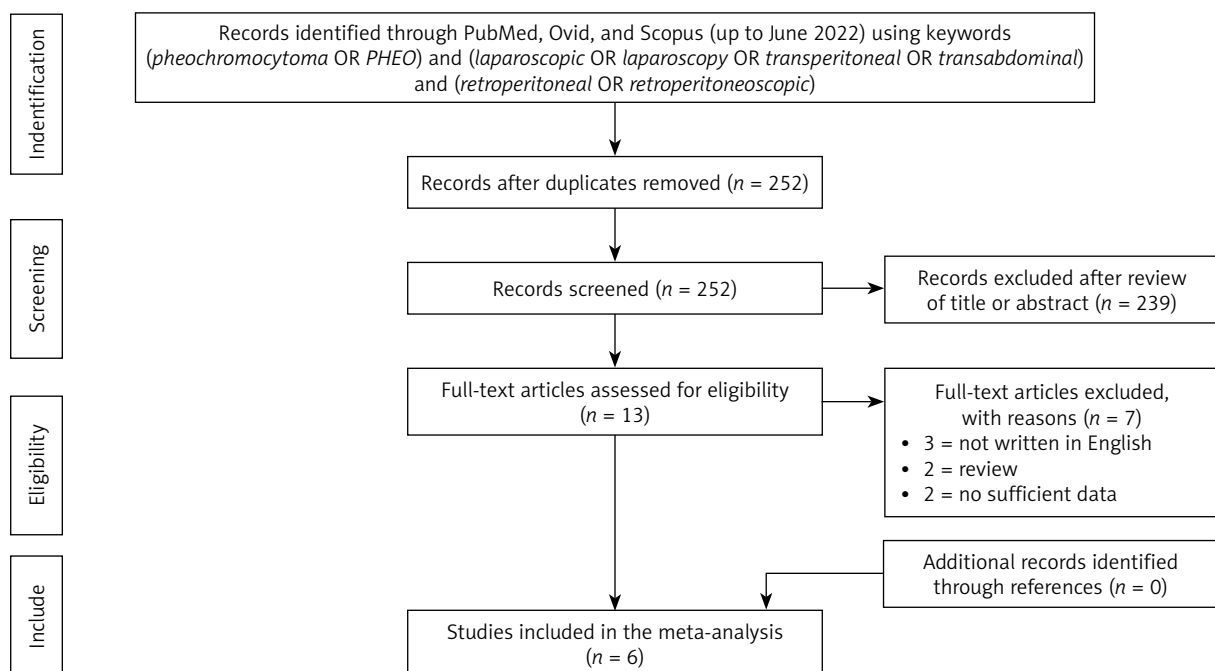 Indentification
Records identified through PubMed, Ovid, and Scopus (up to June 2022) using keywords
(pheochromocytoma OR PHEO) and (laparoscopic OR laparoscopy OR transperitoneal OR transabdominal)
and (retroperitoneal OR retroperitoneoscopic)
Records after duplicates removed (n = 252)
Screening
Records screened (n = 252)
Records excluded after review
of title or abstract (n = 239)
Eligibility
Full-text articles assessed for eligibility
(n = 13)
Full-text articles excluded,
with reasons (n = 7)
• 3 = not written in English
• 2 = review
• 2 = no sufficient data
Include
Additional records identified
through references (n = 0)
Studies included in the meta-analysis
(n = 6)